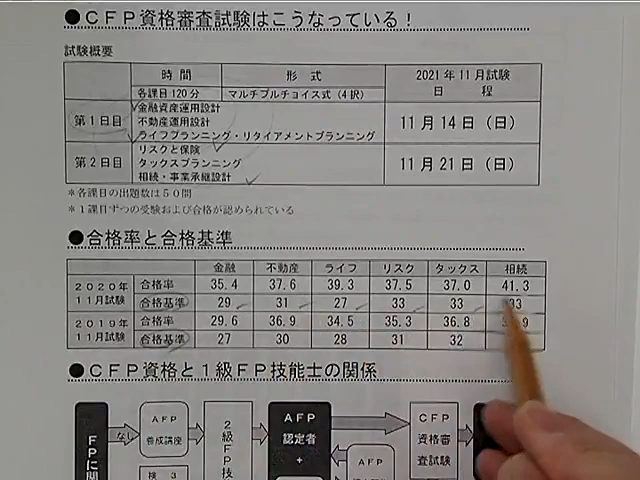 ●ＣＦＰ資格審査試験はこうなっている！
試験概要
時間 形式 2021年11月試験
日 程
各課目120分 マルチプルチョイス式（4択）
第1日目 金融資産運用設計
不動産運用設計
ライフプランニング・リタイアメントプランニング
11月14日（日）
第2日目 リスクと保険
タックスプランニング
相続・事業承継設計
11月21日（日）
＊各課目の出題数は５０問
＊１課目ずつの受験および合格が認められている
●合格率と合格基準
金融 不動産 ライフ リスク タックス 相続
2020年
11月試験
合格率 35.4 37.6 39.3 37.5 37.0 41.3
合格基準 29 31 27 33 33 33
2019年
11月試験
合格率 29.6 36.9 34.5 35.3 36.8
合格基準 27 30 28 31 32
●ＣＦＰ資格と１級ＦＰ技能士の関係
FPに関
なし
AFP
養成講座
2級FP技
検 3
AFP
認定者
+
AFP
CFP
資格審
査試験